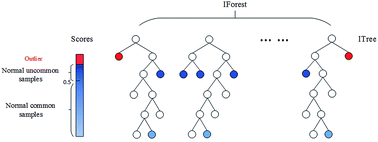 IForest
Scores
... ...
ITree
Outlier
Normal uncommon
samples
0.5
Normal common
samples